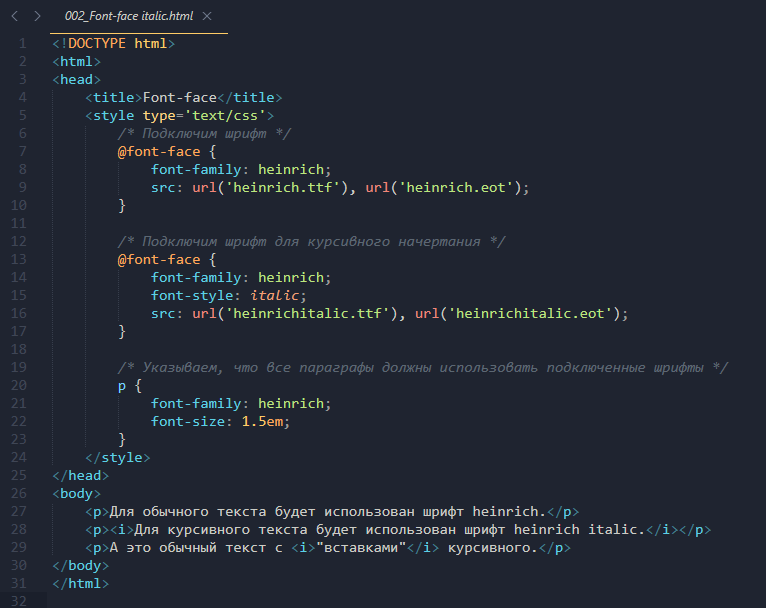 002_Font-face italic.html
1 <!DOCTYPE html>
2 <html>
3 <head>
4     <title>Font-face</title>
5     <style type='text/css'>
6         /* Подключим шрифт */
7         @font-face {
8             font-family: heinrich;
9             src: url('heinrich.ttf'), url('heinrich.eot');
10         }
11
12         /* Подключим шрифт для курсивного начертания */
13         @font-face {
14             font-family: heinrich;
15             font-style: italic;
16             src: url('heinrichitalic.ttf'), url('heinrichitalic.eot');
17         }
18
19         /* Указываем, что все параграфы должны использовать подключенные шрифты */
20         p {
21             font-family: heinrich;
22             font-size: 1.5em;
23         }
24     </style>
25 </head>
26 <body>
27     <p>Для обычного текста будет использован шрифт heinrich.</p>
28     <p><i>Для курсивного текста будет использован шрифт heinrich italic.</i></p>
29     <p>А это обычный текст с <i>"вставками"</i> курсивного.</p>
30 </body>
31 </html>
32